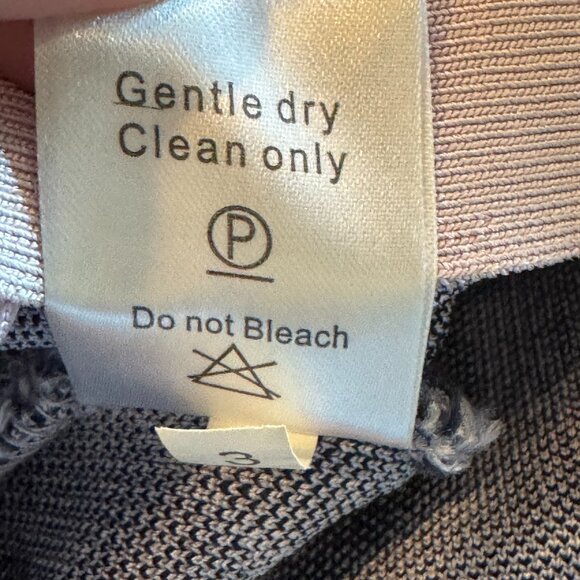 Gentle dry
Clean only
P
Do not Bleach
3